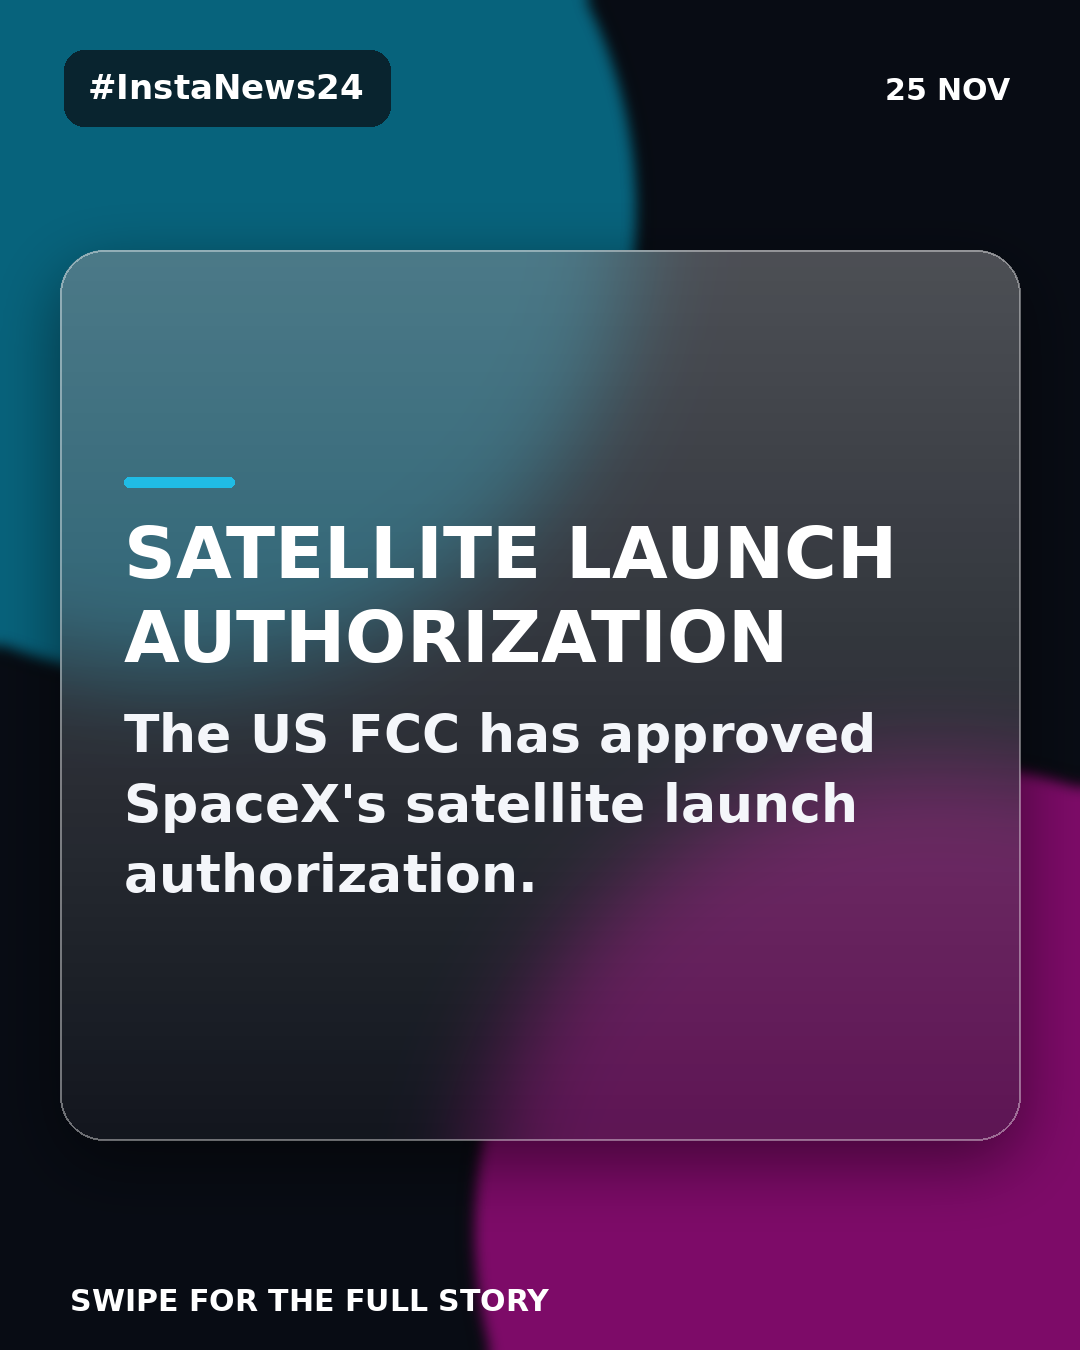 #InstaNews24
25 NOV
SATELLITE LAUNCH
AUTHORIZATION
The US FCC has approved
SpaceX's satellite launch
authorization.
SWIPE FOR THE FULL STORY